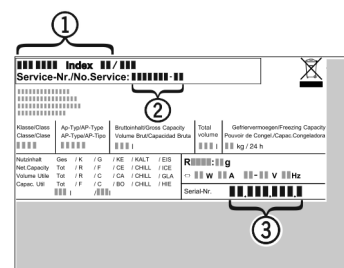 1
Index /
Service-Nr./No.Service: -
2
Klasse/Class Ap-Typ/AP-Type Bruttoinhalt/Gross Capacity Total Gefriervermoegen/Freezing Capacity
Classe/Clase AP-Type/AP-Tipo Volume Brut/Capacidad Bruta volume Pouvoir de Congel./Capac.Congeladora
l l kg / 24 h
Nutzinhalt Ges / K / G / KE / KALT / EIS
Net.Capacity Tot / R / F / CE / CHILL / ICE
Volume Utile Tot / R / C / CA / CHILL / GLA
Capac. Util Tot / F / C / BO / CHILL / HIE
l / l
R : g
W A - V Hz
Serial-Nr. , , ,
3